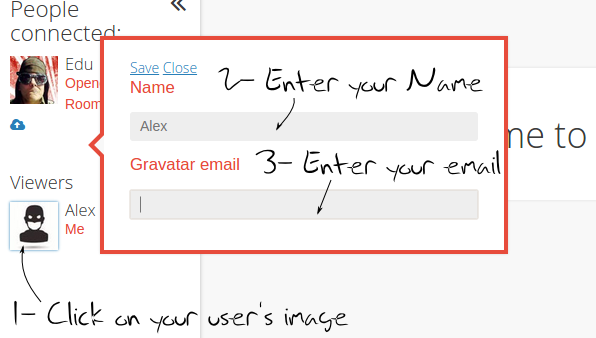 People
connected:
Edu
Open
Room
Viewers
Alex
Me
Save Close
Name
Alex
Gravatar email
2- Enter your Name
3- Enter your email
1- Click on your user's image
me to